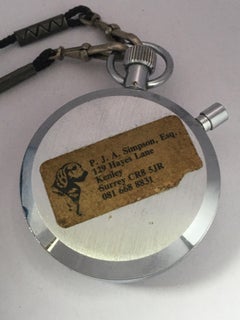 P. J. A. Simpson, Esq.
129 Hayes Lane
Kenley
Surrey CR8 5JR
081 668 8831